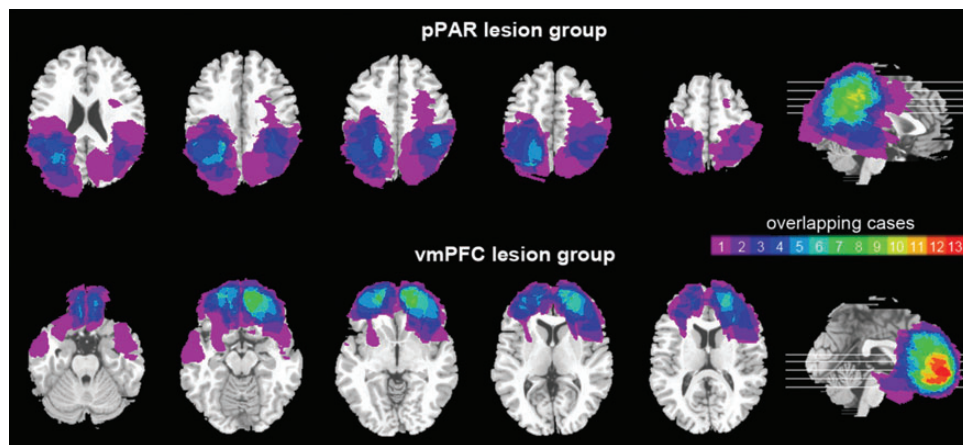 pPAR lesion group
overlapping cases
1 2 3 4 5 6 7 8 9 10 11 12 13
vmPFC lesion group